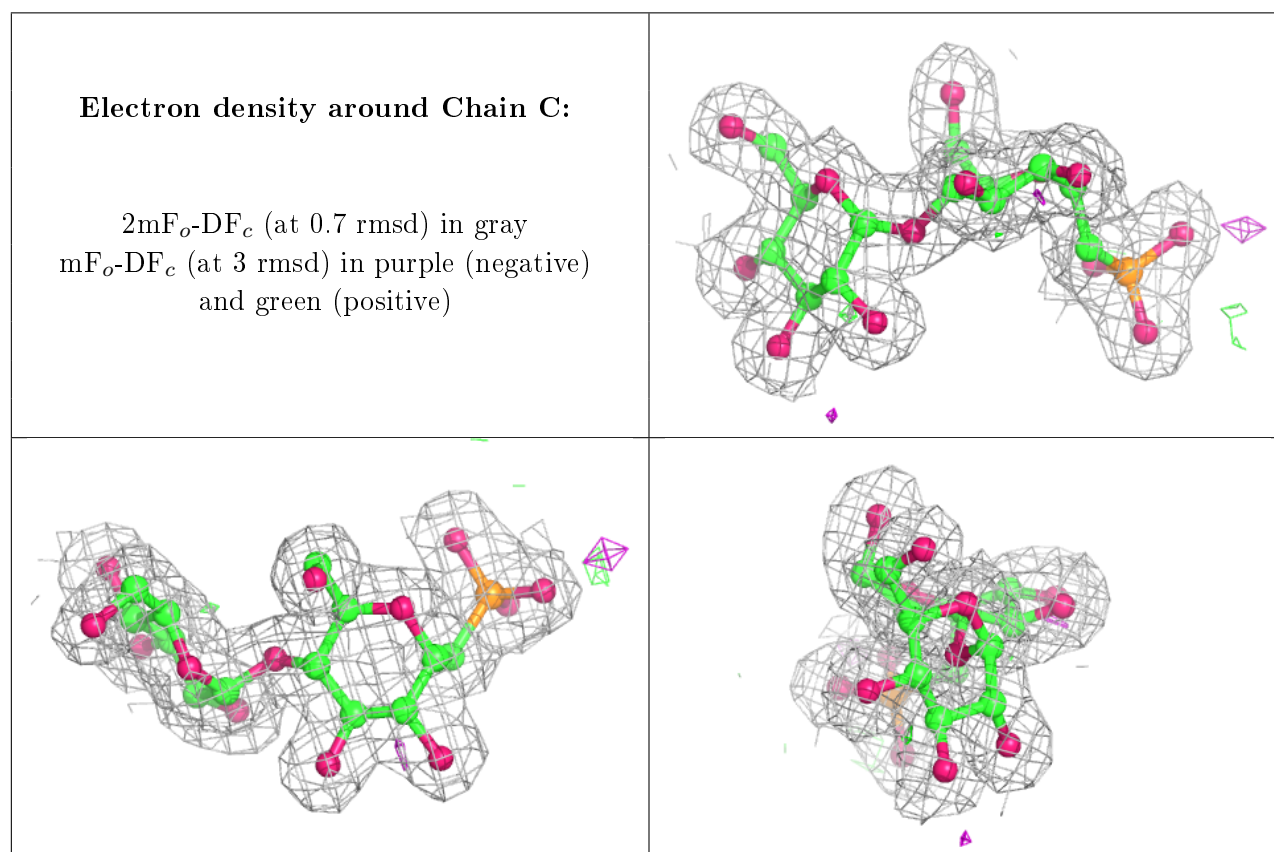 Electron density around Chain C:
2mFₒ-DF𝒸 (at 0.7 rmsd) in gray
mFₒ-DF𝒸 (at 3 rmsd) in purple (negative)
and green (positive)